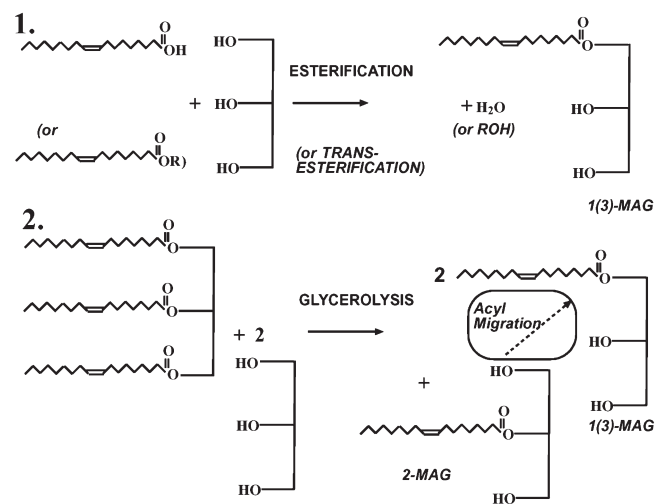 1.
O
OH
HO
HO
HO
+
(or
O
OR)
ESTERIFICATION
(or TRANS-
ESTERIFICATION)
O
O
HO
HO
+ H₂O
(or ROH)
1(3)-MAG
2.
O
O
O
O
O
O
+ 2
HO
HO
HO
GLYCEROLYSIS
2
O
O
HO
HO
1(3)-MAG
Acyl
Migration
+
HO
O
O
HO
2-MAG